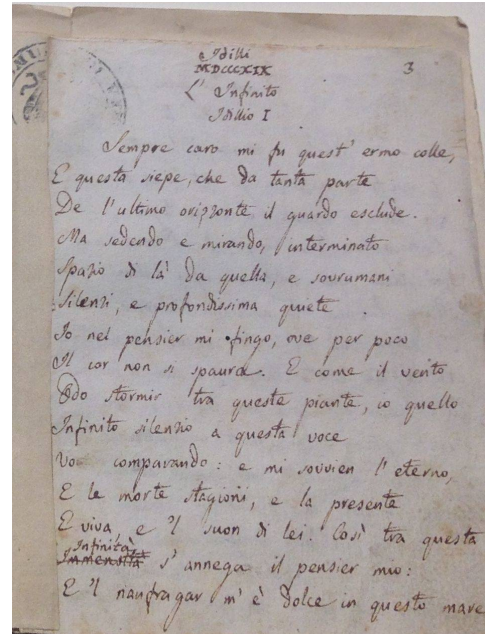 Idilli
MDCCCXIX
3
L' Infinito
Idillio I
Sempre caro mi fu quest' ermo colle,
E questa siepe, che da tanta parte
De l'ultimo orizzonte il guardo esclude.
Ma sedendo e mirando, interminato
Spazio di là da quella, e sovrumani
Silenzi, e profondissima quiete
Io nel pensier mi fingo, ove per poco
Il cor non si spaura. E come il vento
Odo stormir tra queste piante, io quello
Infinito silenzio a questa voce
Vo comparando: e mi sovvien l'eterno,
E le morte stagioni, e la presente
E viva, e 'l suon di lei. Così tra questa
Infinità
Immensità s'annega il pensier mio:
E 'l naufragar m'è dolce in questo mare